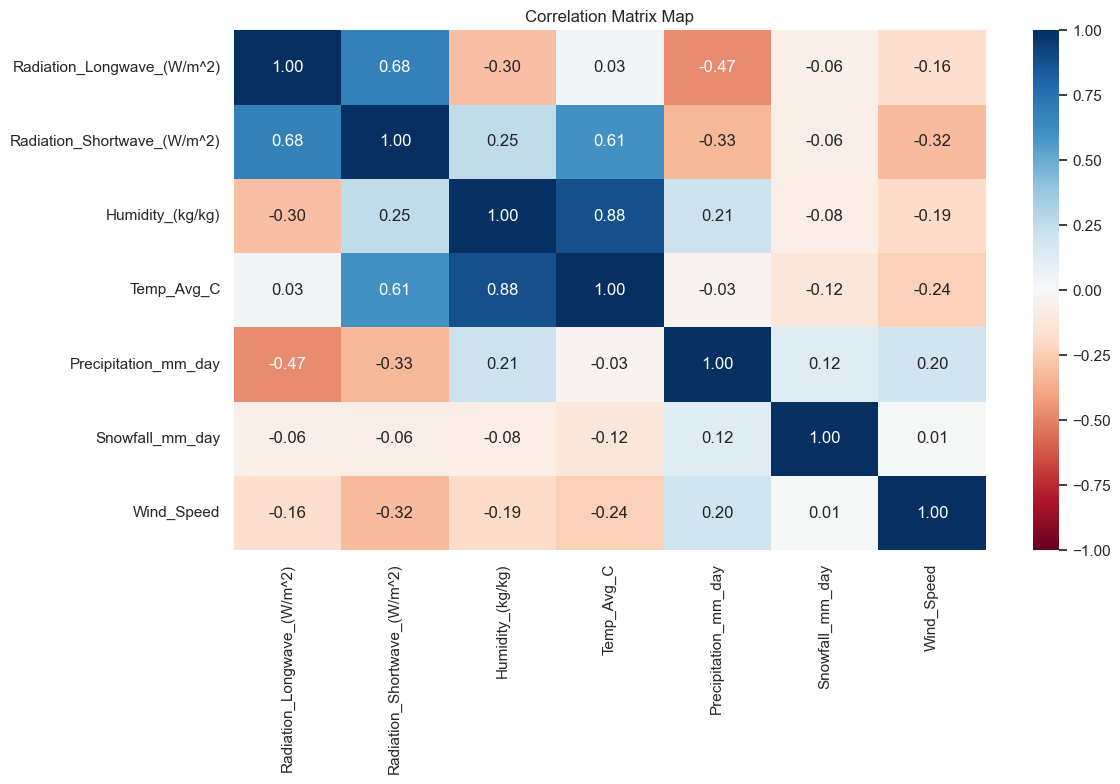 Correlation Matrix Map
Radiation_Longwave_(W/m^2) 1.00 0.68 -0.30 0.03 -0.47 -0.06 -0.16
Radiation_Shortwave_(W/m^2) 0.68 1.00 0.25 0.61 -0.33 -0.06 -0.32
Humidity_(kg/kg) -0.30 0.25 1.00 0.88 0.21 -0.08 -0.19
Temp_Avg_C 0.03 0.61 0.88 1.00 -0.03 -0.12 -0.24
Precipitation_mm_day -0.47 -0.33 0.21 -0.03 1.00 0.12 0.20
Snowfall_mm_day -0.06 -0.06 -0.08 -0.12 0.12 1.00 0.01
Wind_Speed -0.16 -0.32 -0.19 -0.24 0.20 0.01 1.00
Radiation_Longwave_(W/m^2)
Radiation_Shortwave_(W/m^2)
Humidity_(kg/kg)
Temp_Avg_C
Precipitation_mm_day
Snowfall_mm_day
Wind_Speed
1.00
0.75
0.50
0.25
0.00
−0.25
−0.50
−0.75
−1.00